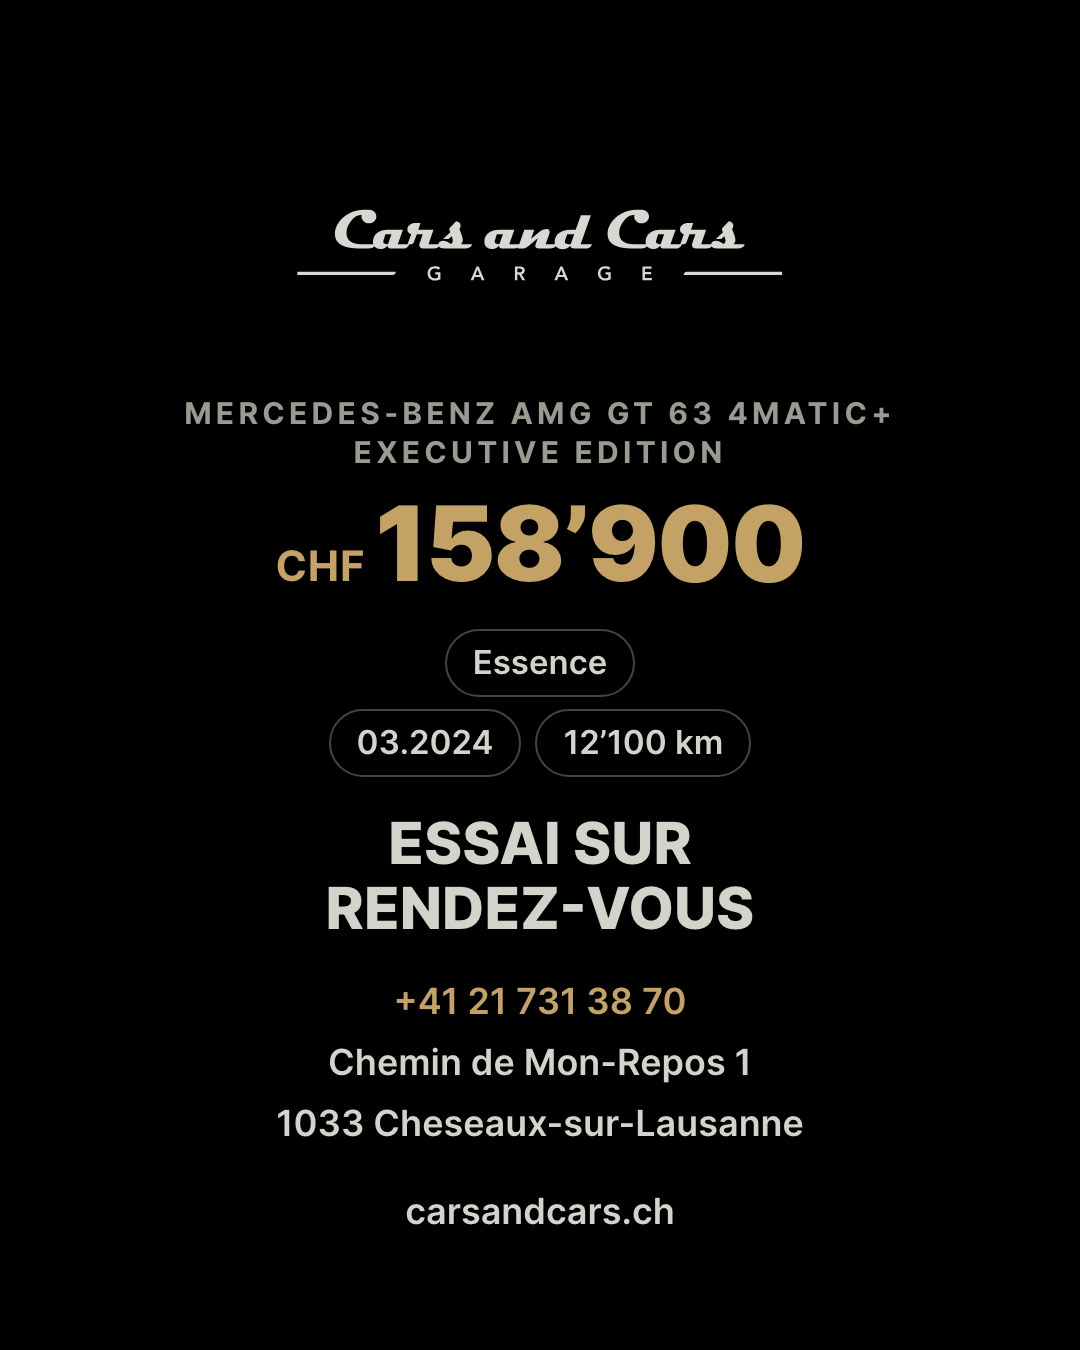 Cars and Cars
GARAGE
MERCEDES-BENZ AMG GT 63 4MATIC+
EXECUTIVE EDITION
CHF 158’900
Essence
03.2024 12’100 km
ESSAI SUR
RENDEZ-VOUS
+41 21 731 38 70
Chemin de Mon-Repos 1
1033 Cheseaux-sur-Lausanne
carsandcars.ch